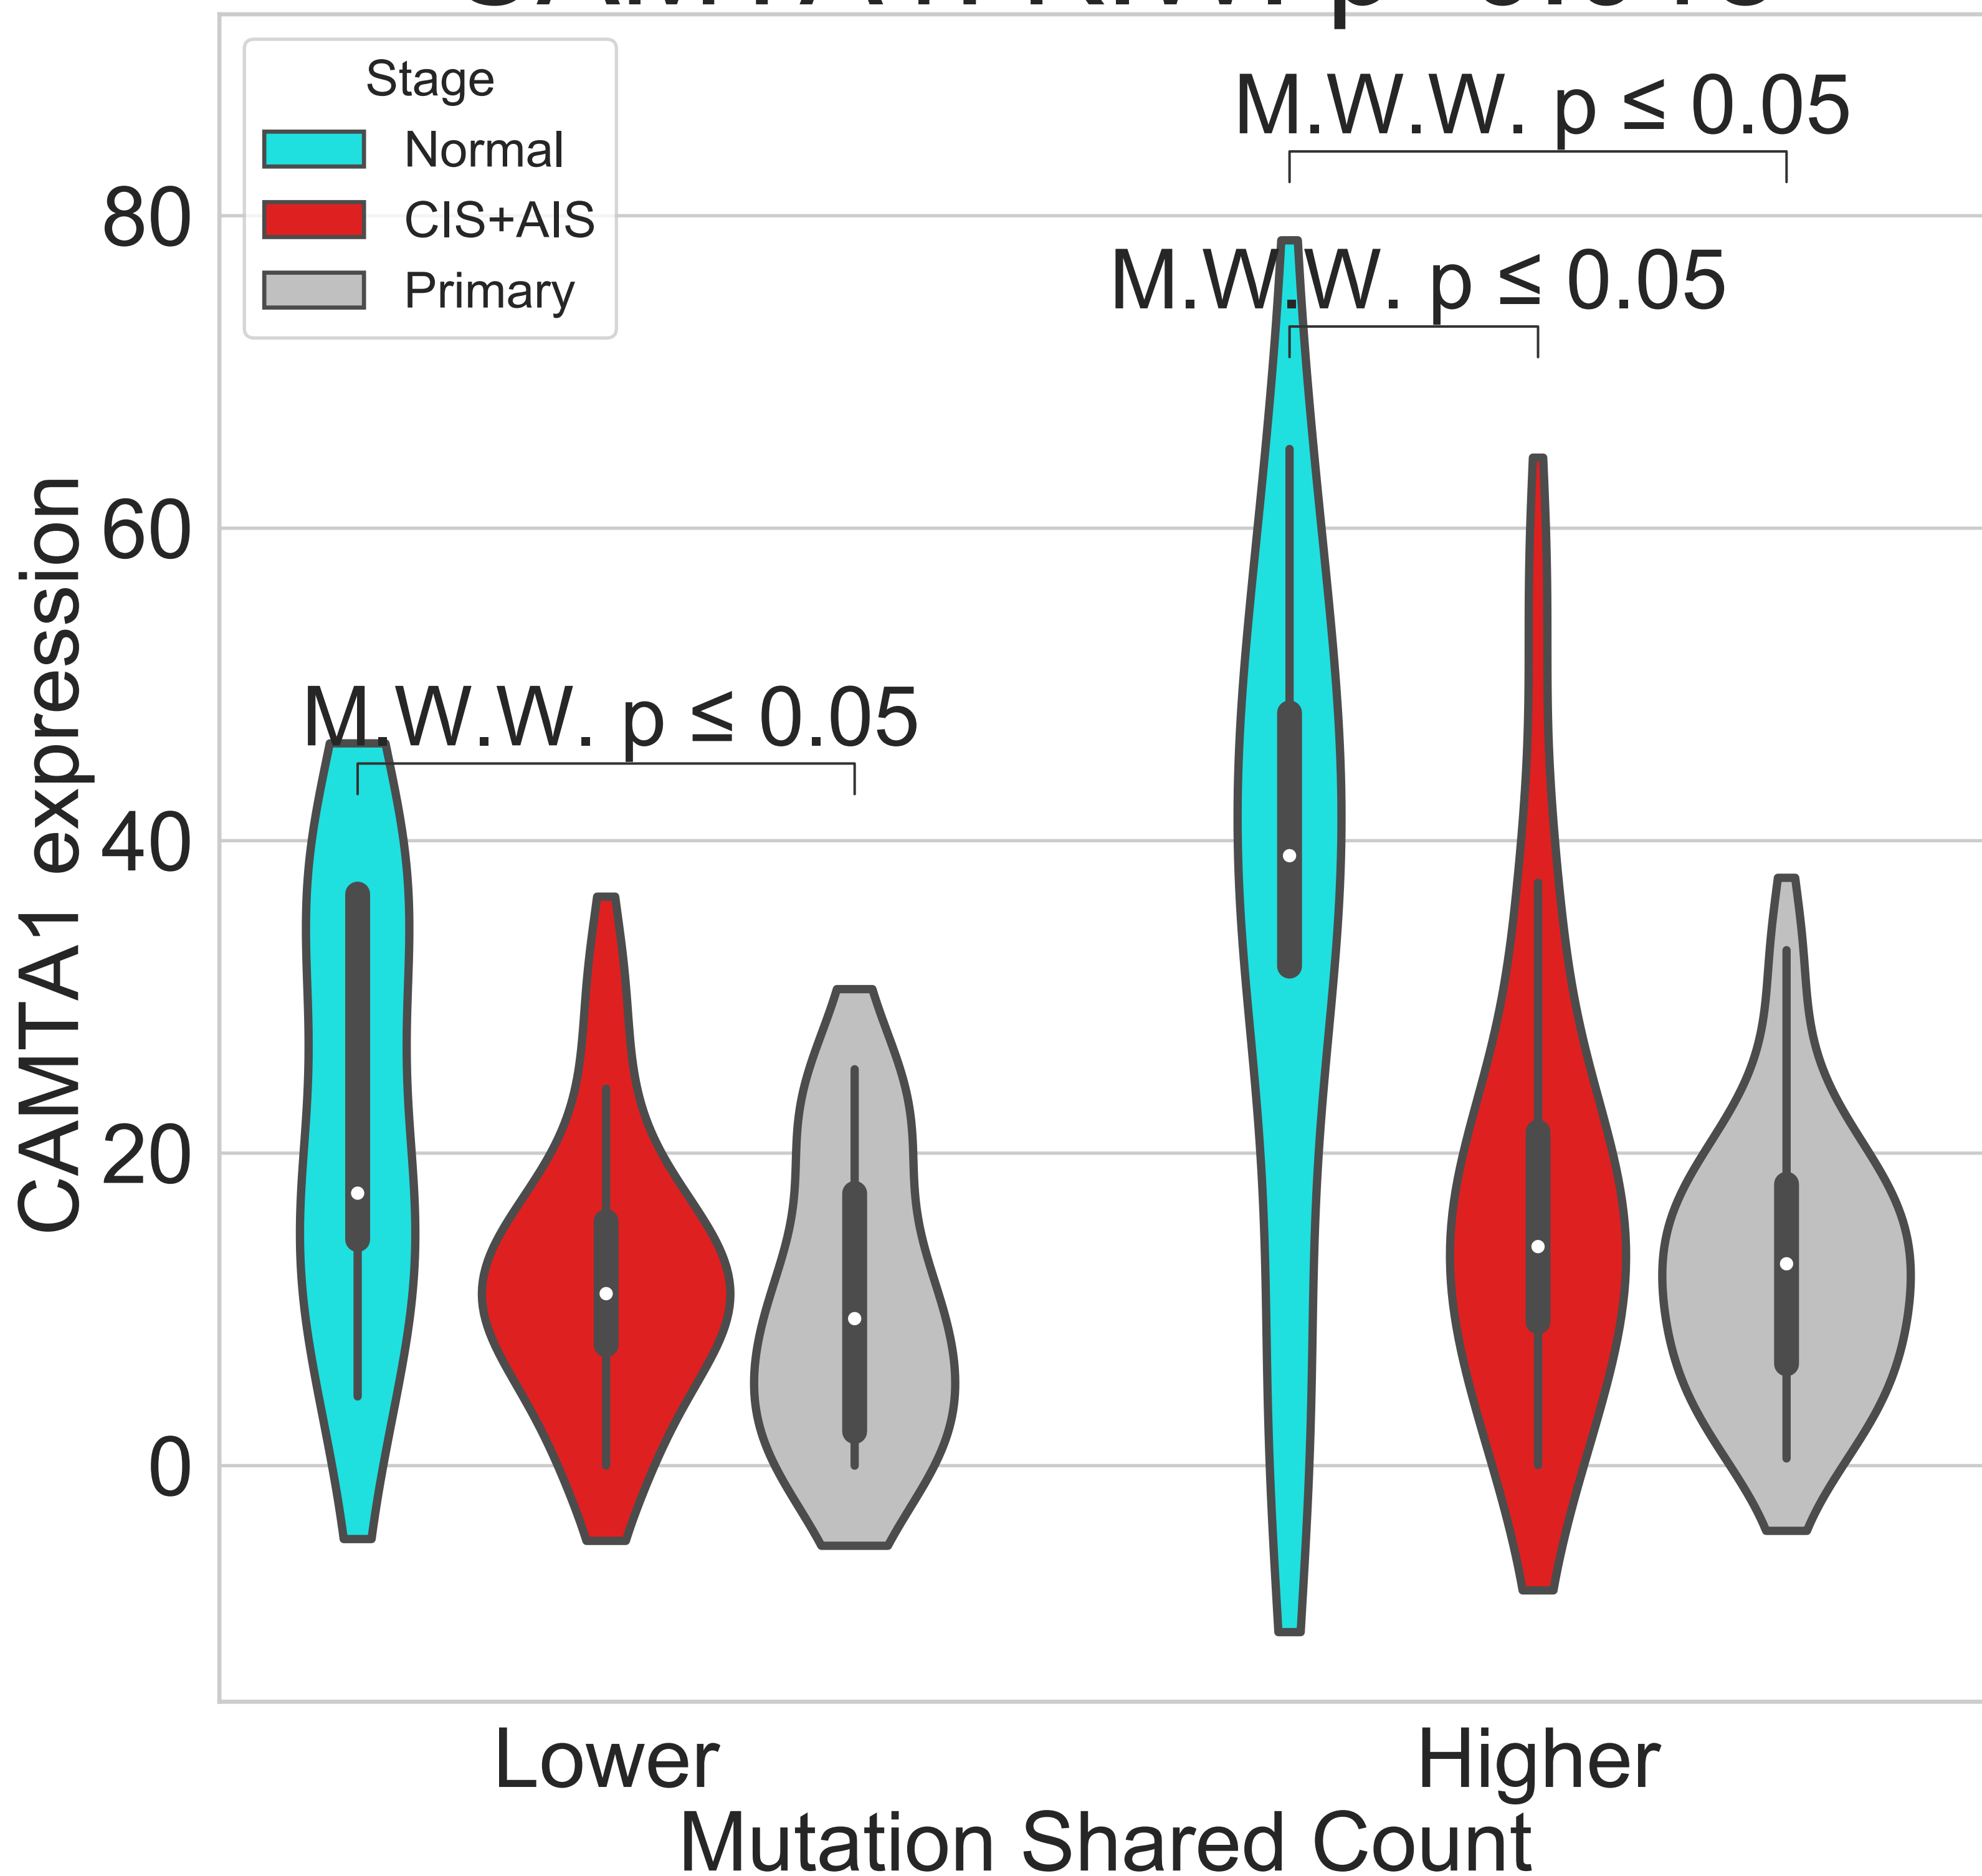 Stage
Normal
CIS+AIS
Primary
M.W.W. p ≤ 0.05
M.W.W. p ≤ 0.05
M.W.W. p ≤ 0.05
80
60
40
20
0
CAMTA1 expression
Lower
Higher
Mutation Shared Count